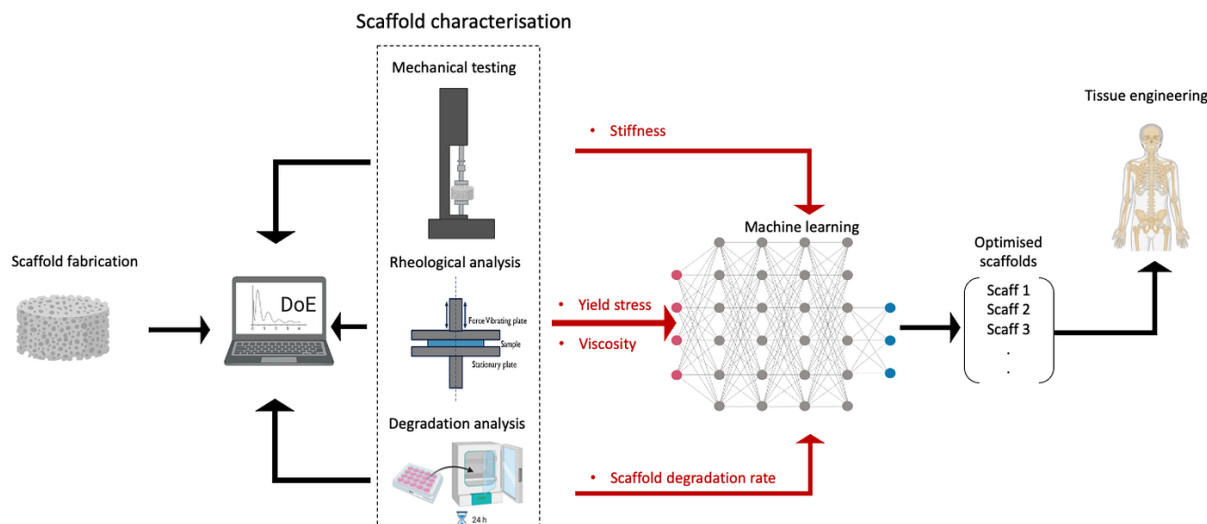 Scaffold characterisation
Mechanical testing
Tissue engineering
• Stiffness
Machine learning
Scaffold fabrication
DoE
Rheological analysis
Force Vibrating plate
Sample
Stationary plate
• Yield stress
• Viscosity
Optimised
scaffolds
Scaff 1
Scaff 2
Scaff 3
.
.
Degradation analysis
24 h
• Scaffold degradation rate